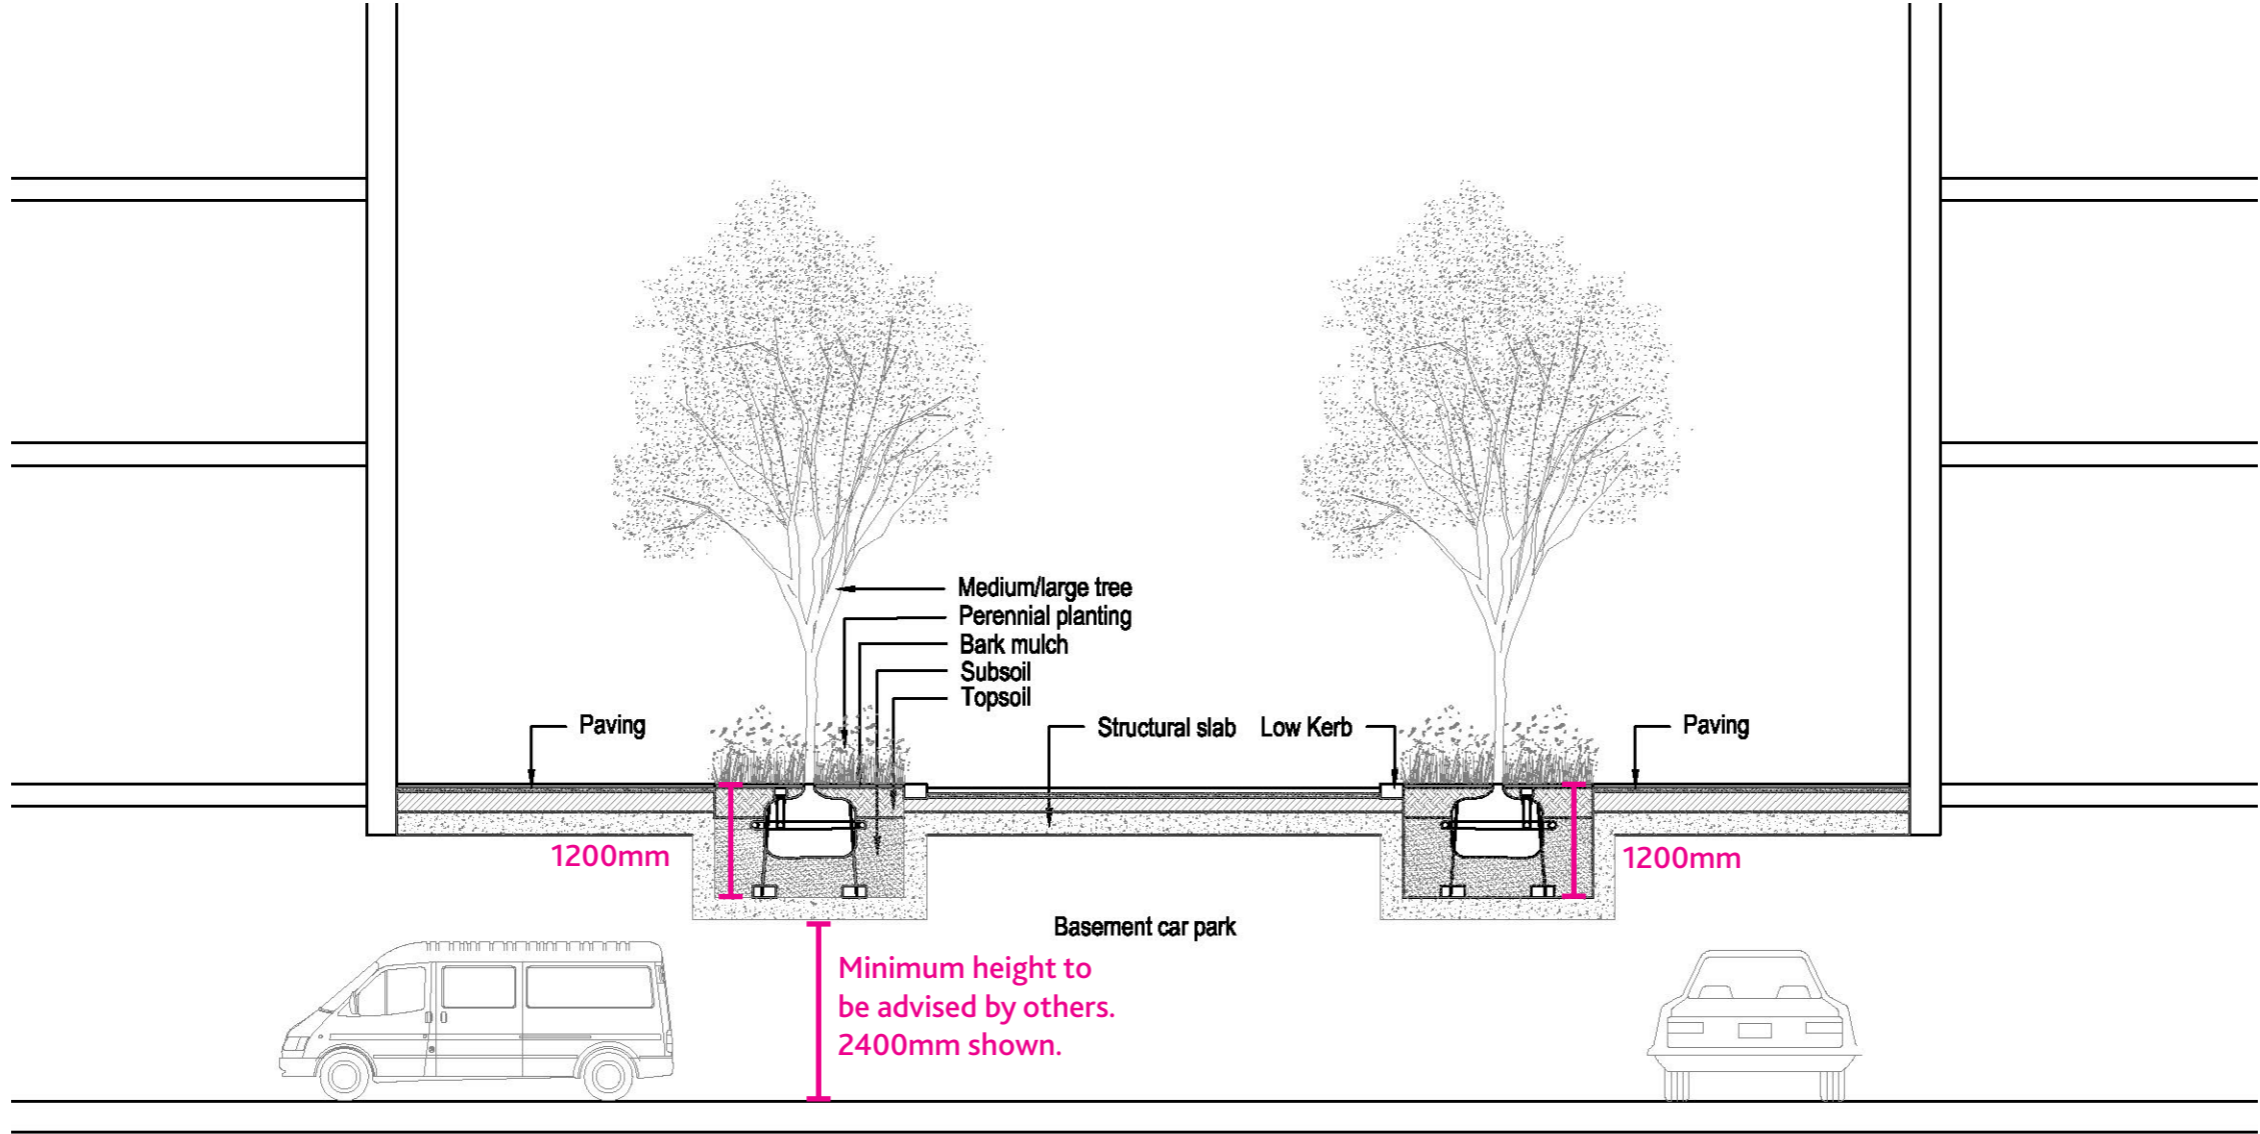 Medium/large tree
Perennial planting
Bark mulch
Subsoil
Topsoil
Paving
Structural slab
Low Kerb
Paving
1200mm
1200mm
Basement car park
Minimum height to
be advised by others.
2400mm shown.